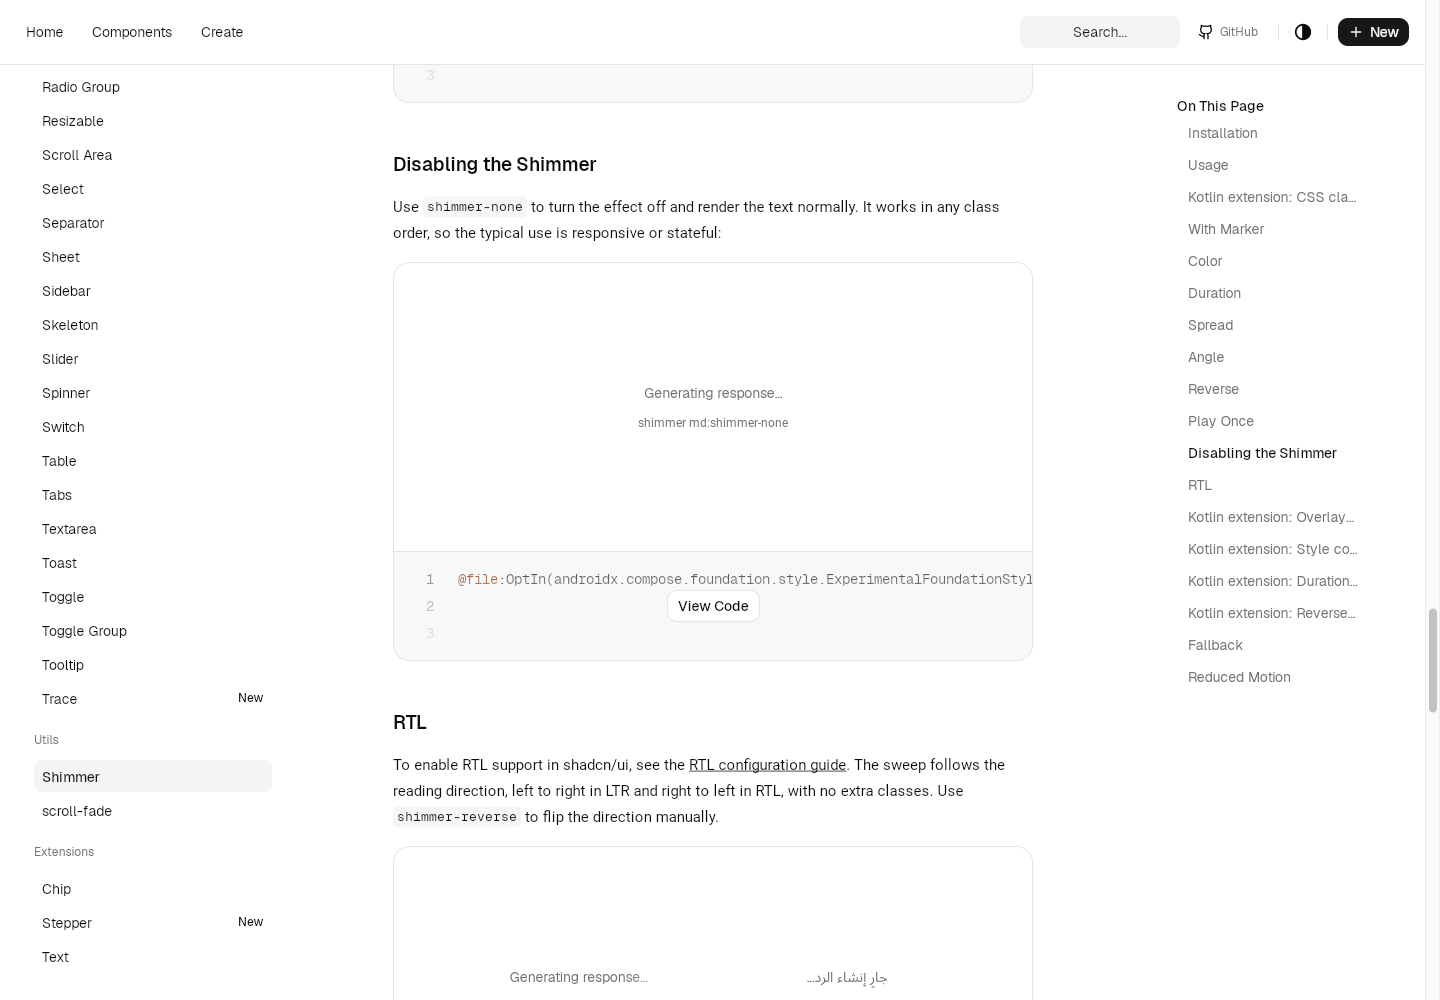 Home
Components
Create
Search...
GitHub
New
Radio Group
Resizable
Scroll Area
Select
Separator
Sheet
Sidebar
Skeleton
Slider
Spinner
Switch
Table
Tabs
Textarea
Toast
Toggle
Toggle Group
Tooltip
Trace New
Utils
Shimmer
scroll-fade
Extensions
Chip
Stepper New
Text
3
Disabling the Shimmer
Use shimmer-none to turn the effect off and render the text normally. It works in any class
order, so the typical use is responsive or stateful:
Generating response...
shimmer md:shimmer-none
1 @file:OptIn(androidx.compose.foundation.style.ExperimentalFoundationStyl
2
View Code
3
RTL
To enable RTL support in shadcn/ui, see the RTL configuration guide. The sweep follows the
reading direction, left to right in LTR and right to left in RTL, with no extra classes. Use
shimmer-reverse to flip the direction manually.
Generating response...
جارٍ إنشاء الرد...
On This Page
Installation
Usage
Kotlin extension: CSS cla...
With Marker
Color
Duration
Spread
Angle
Reverse
Play Once
Disabling the Shimmer
RTL
Kotlin extension: Overlay...
Kotlin extension: Style co...
Kotlin extension: Duration...
Kotlin extension: Reverse...
Fallback
Reduced Motion